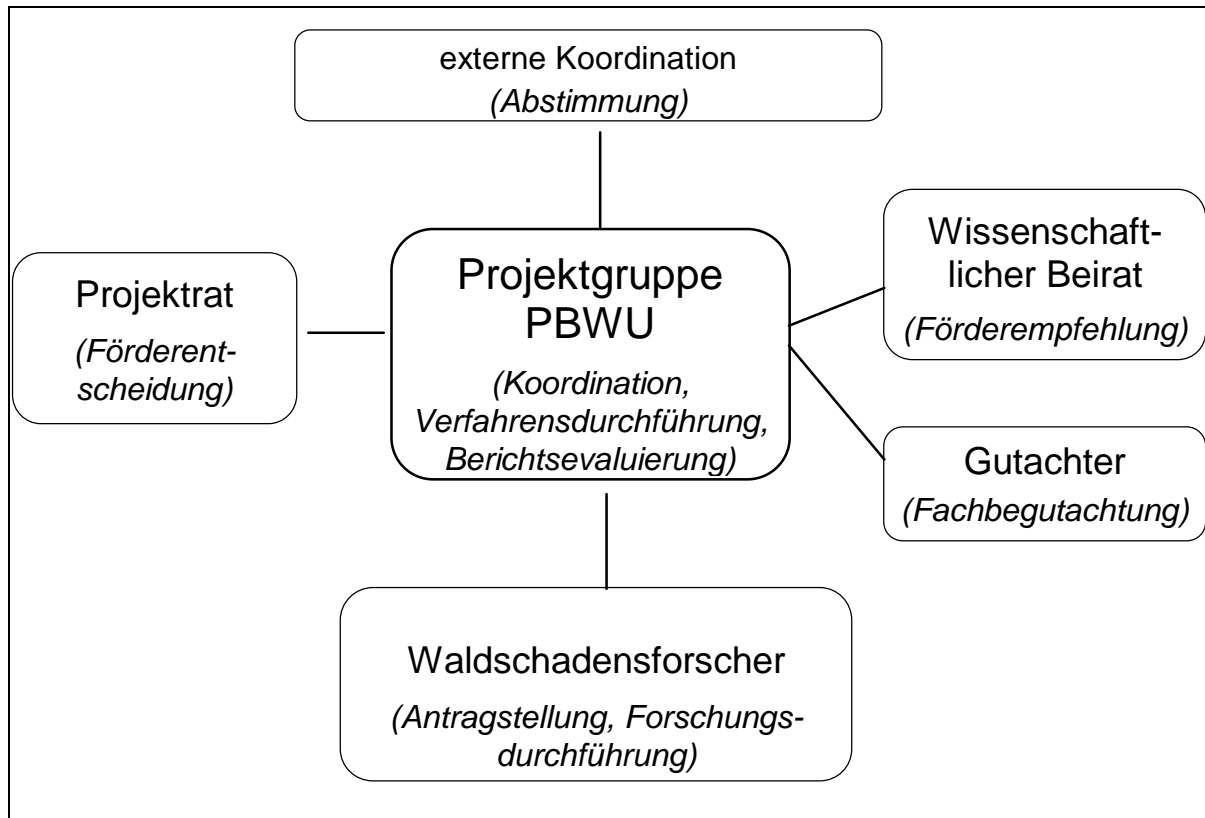 externe Koordination
(Abstimmung)
Projektrat
(Förderent-
scheidung)
Projektgruppe
PBWU
(Koordination,
Verfahrensdurchführung,
Berichtsevaluierung)
Wissenschaft-
licher Beirat
(Förderempfehlung)
Gutachter
(Fachbegutachtung)
Waldschadensforscher
(Antragstellung, Forschungs-
durchführung)